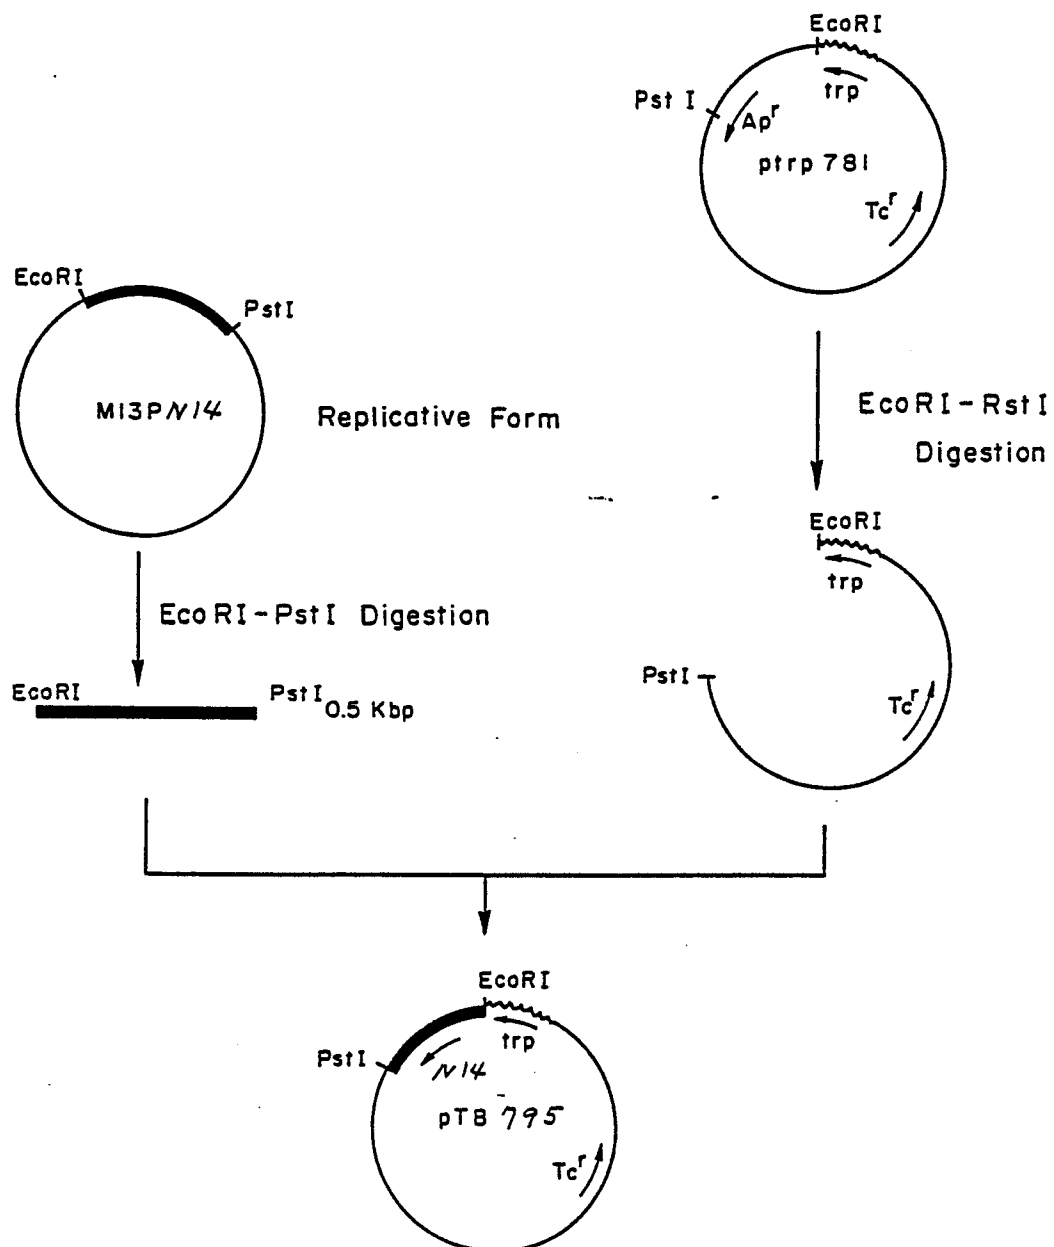 EcoRI
trp
Pst I
Apʳ
ptrp 781
Tcʳ
EcoRI
PstI
M13PN14
Replicative Form
EcoRI-RstI
Digestion
EcoRI
trp
PstI
Tcʳ
EcoRI-PstI Digestion
EcoRI
PstI
0.5 Kbp
EcoRI
trp
PstI
N14
pT8 795
Tcʳ